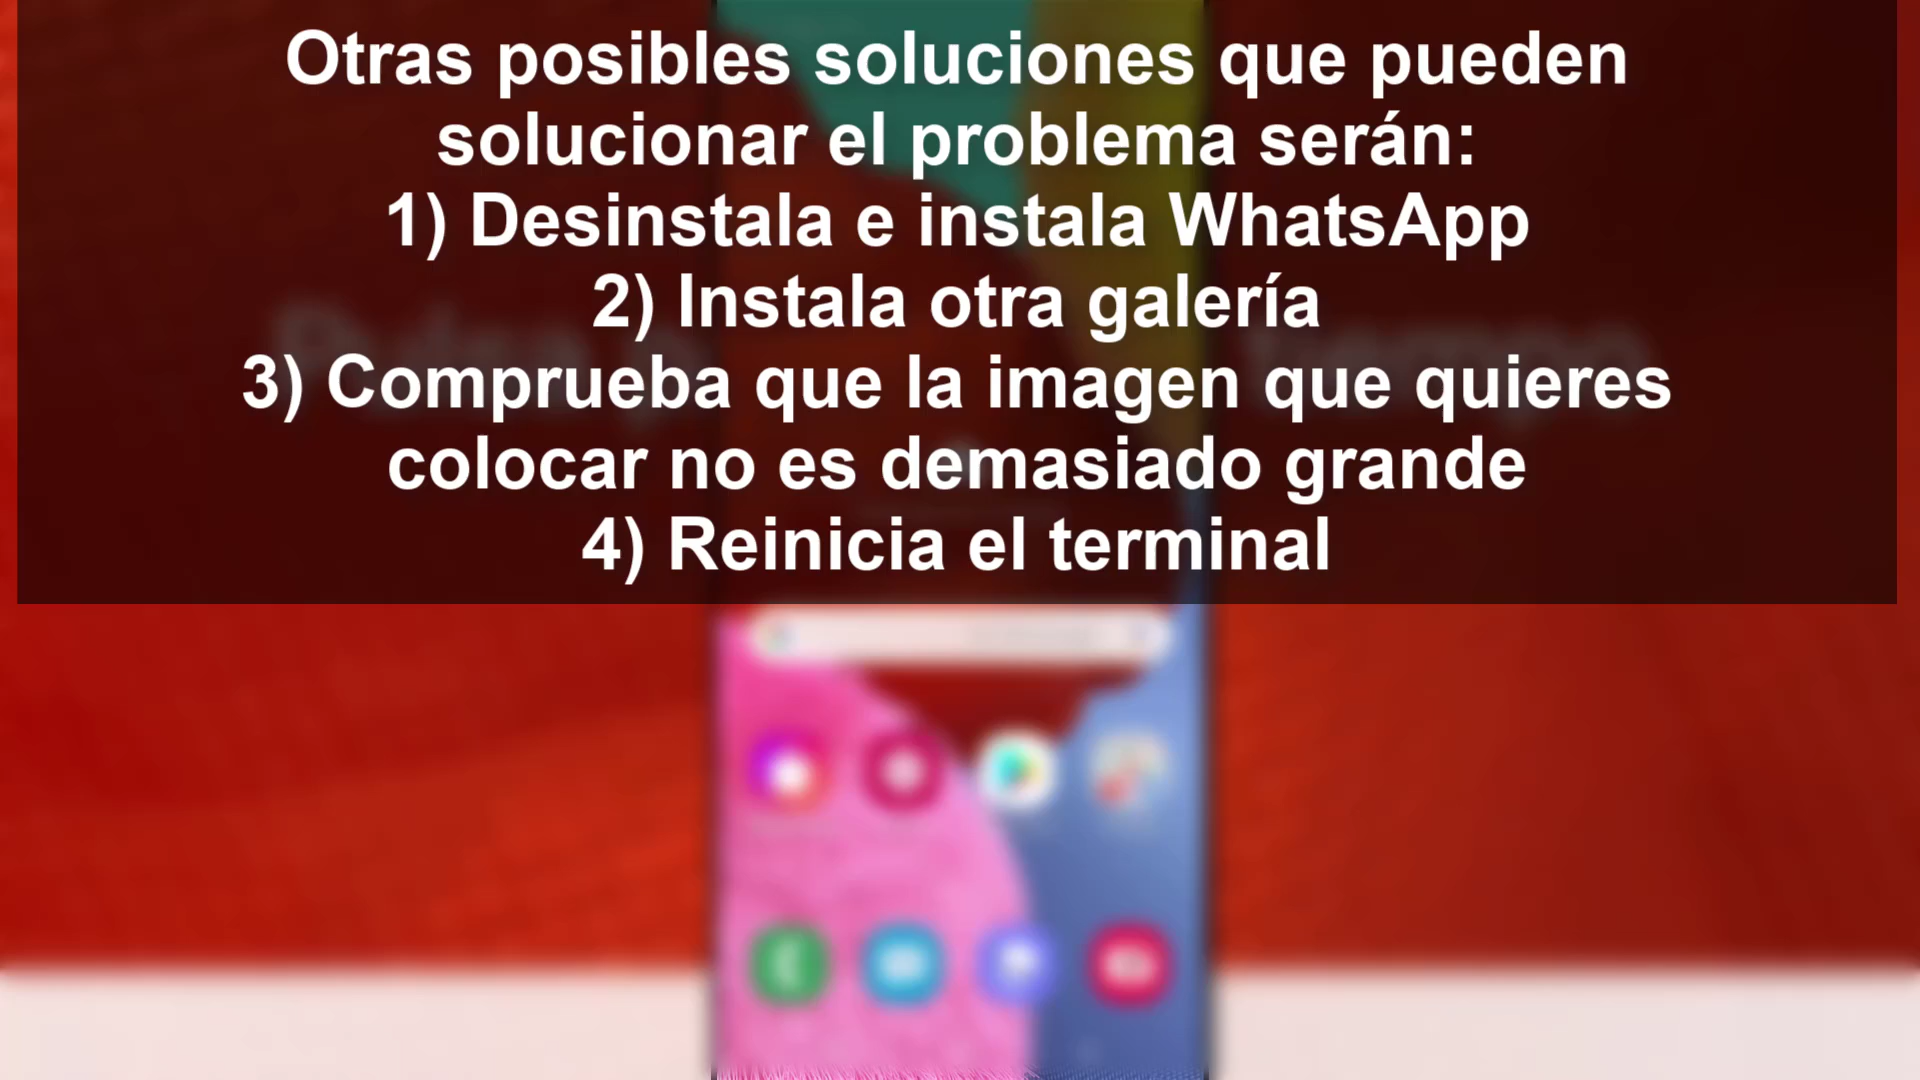 Otras posibles soluciones que pueden
solucionar el problema serán:
1) Desinstala e instala WhatsApp
2) Instala otra galería
3) Comprueba que la imagen que quieres
colocar no es demasiado grande
4) Reinicia el terminal